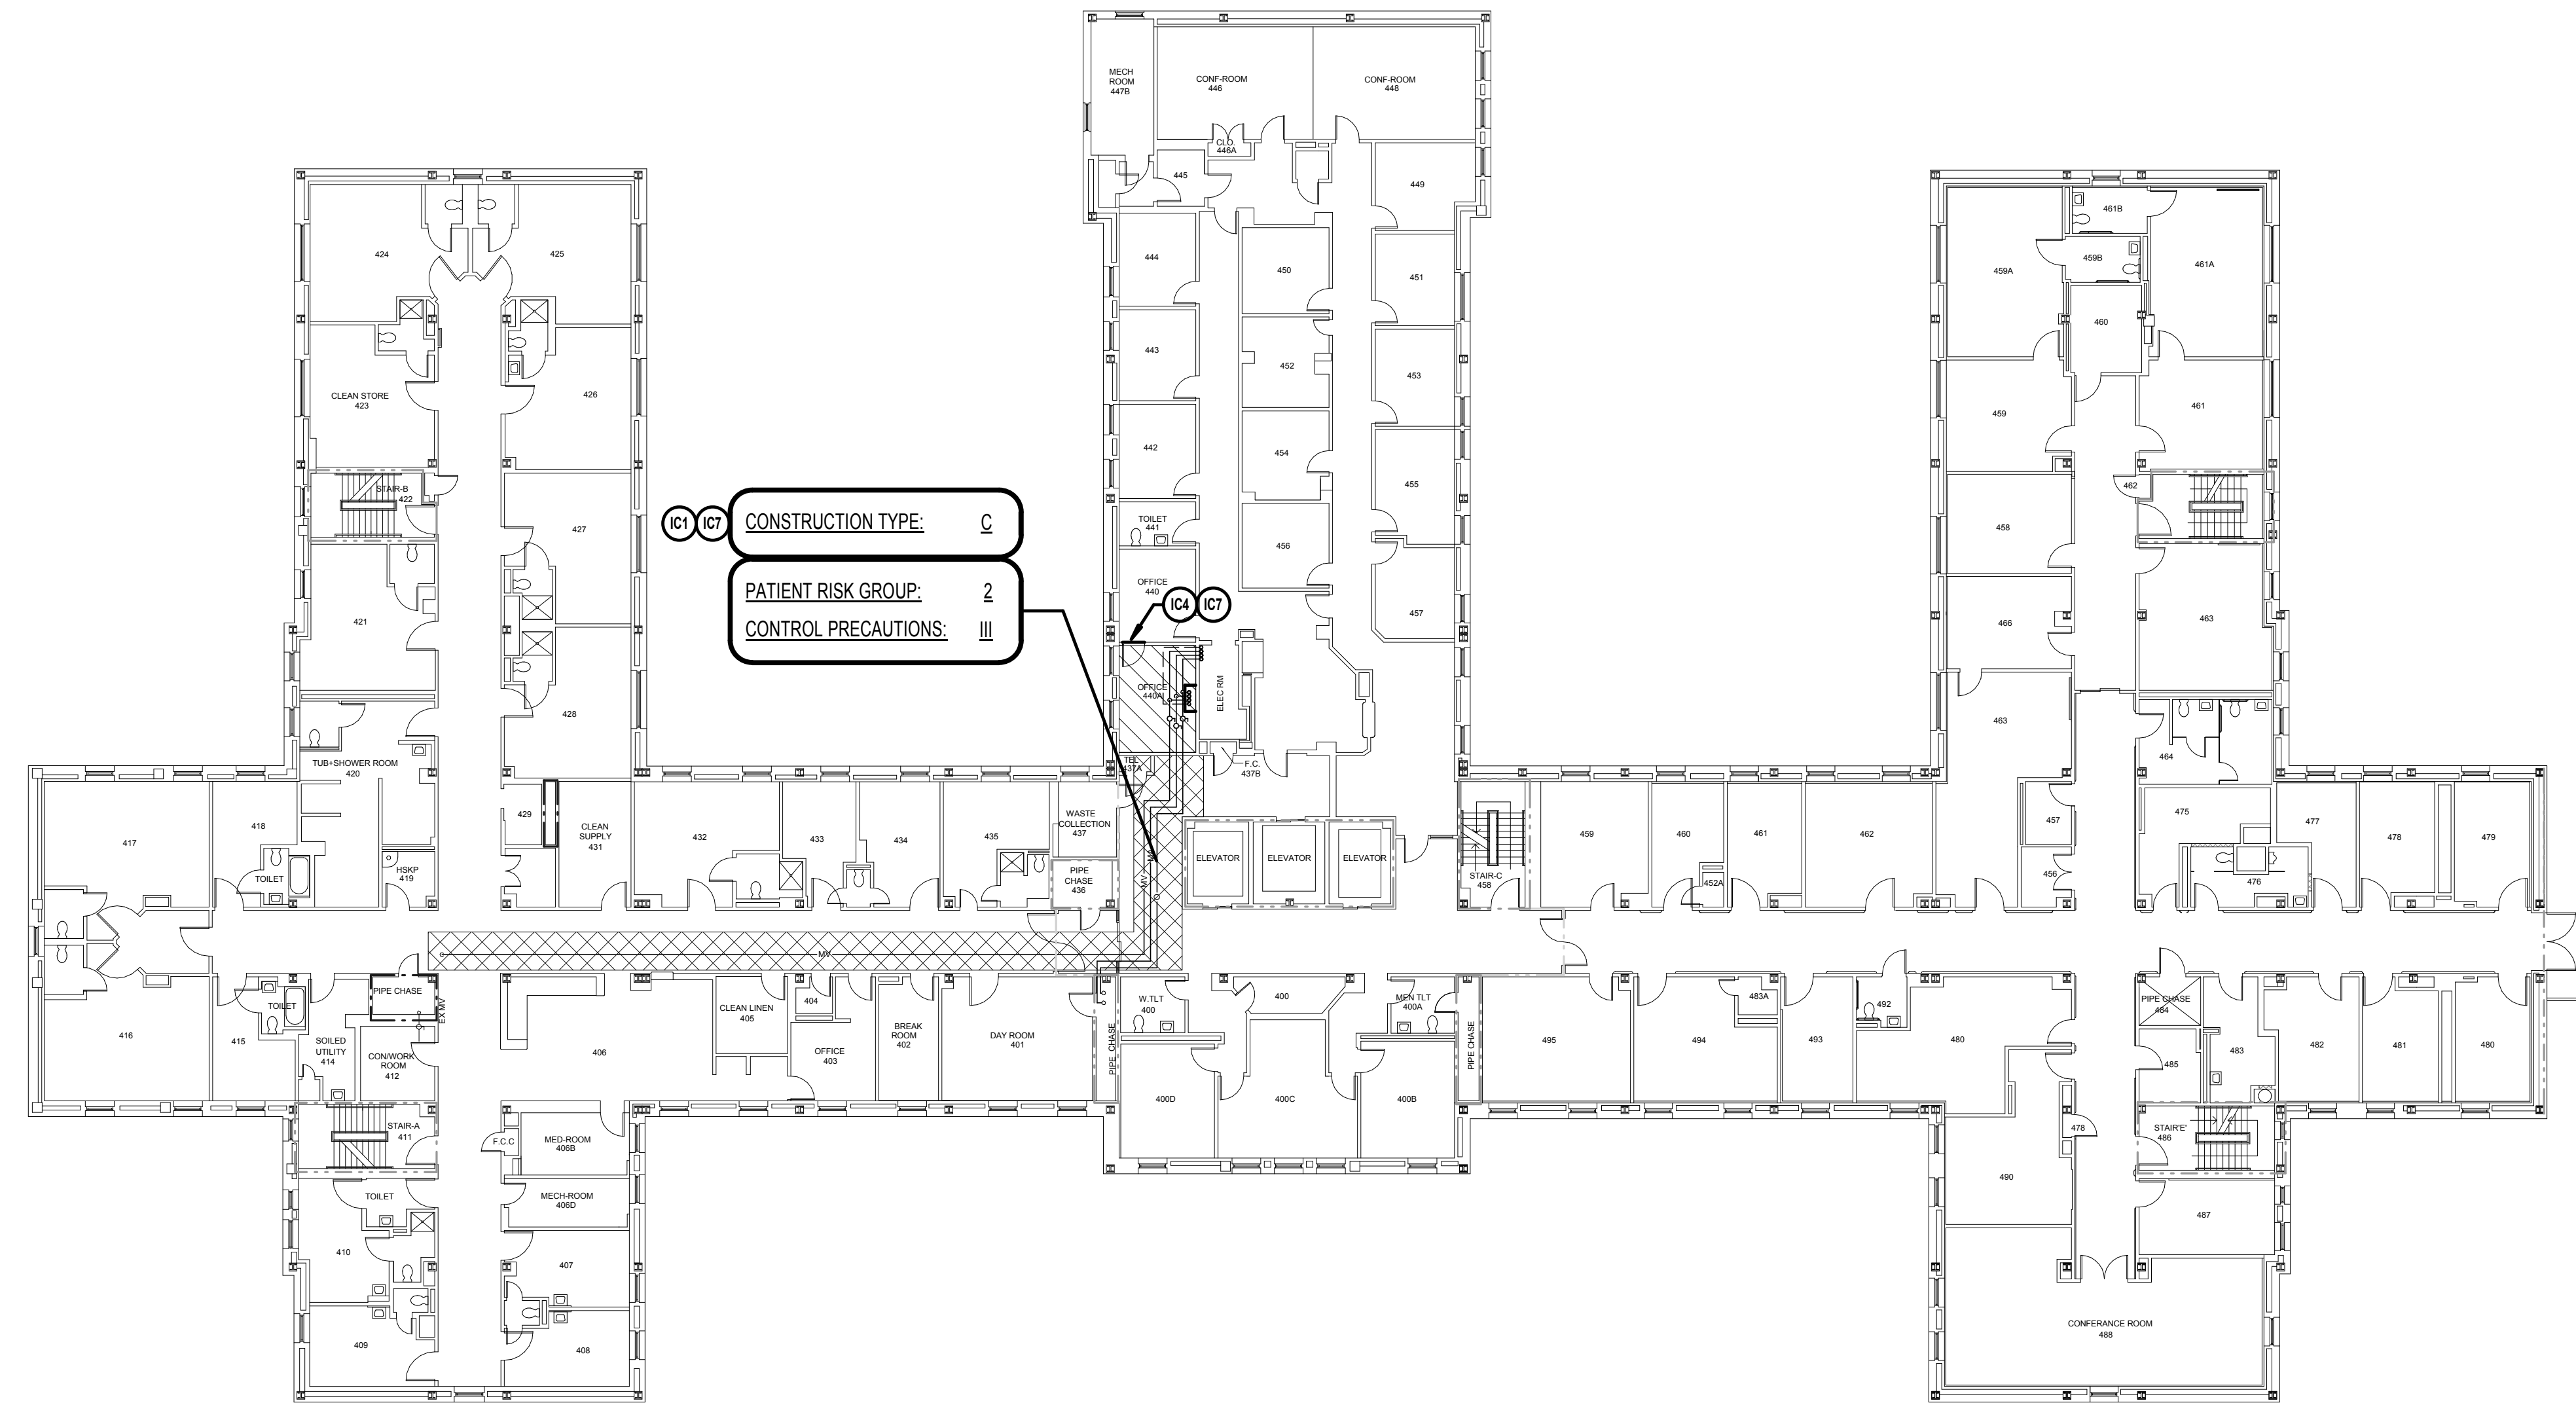 MECH
ROOM
447B
CONF-ROOM
446
CONF-ROOM
448
CLO.
446A
445
449
444
450
451
443
452
453
442
454
455
TOILET
441
456
OFFICE
440
457
IC4 IC7
OFFICE
440A
ELEC RM
TEL
437A
F.C.
437B
424
425
CLEAN STORE
423
426
STAIR-B
422
427
421
428
TUB+SHOWER ROOM
420
IC1 IC7
CONSTRUCTION TYPE: C
PATIENT RISK GROUP: 2
CONTROL PRECAUTIONS: III
461B
459B
459A
461A
460
459
461
462
458
463
466
463
464
417
418
TOILET
HSKP
419
429
CLEAN
SUPPLY
431
432
433
434
435
WASTE
COLLECTION
437
PIPE
CHASE
436
MV
MV
ELEVATOR
ELEVATOR
ELEVATOR
STAIR-C
458
459
460
452A
461
462
457
456
475
476
477
478
479
MV
416
415
TOILET
PIPE CHASE
EX MV
SOILED
UTILITY
414
CON/WORK
ROOM
412
406
CLEAN LINEN
405
404
OFFICE
403
BREAK
ROOM
402
DAY ROOM
401
PIPE CHASE
W.TLT
400
400
MEN TLT
400A
PIPE CHASE
400D
400C
400B
495
494
483A
493
492
480
PIPE CHASE
484
485
483
482
481
480
STAIR-A
411
F.C.C
MED-ROOM
406B
MECH-ROOM
406D
TOILET
410
407
409
408
478
STAIR'E'
486
490
487
CONFERANCE ROOM
488